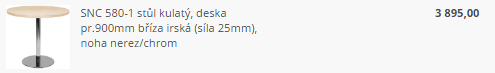 SNC 580-1 stůl kulatý, deska 3 895,00
pr.900mm bříza irská (síla 25mm),
noha nerez/chrom